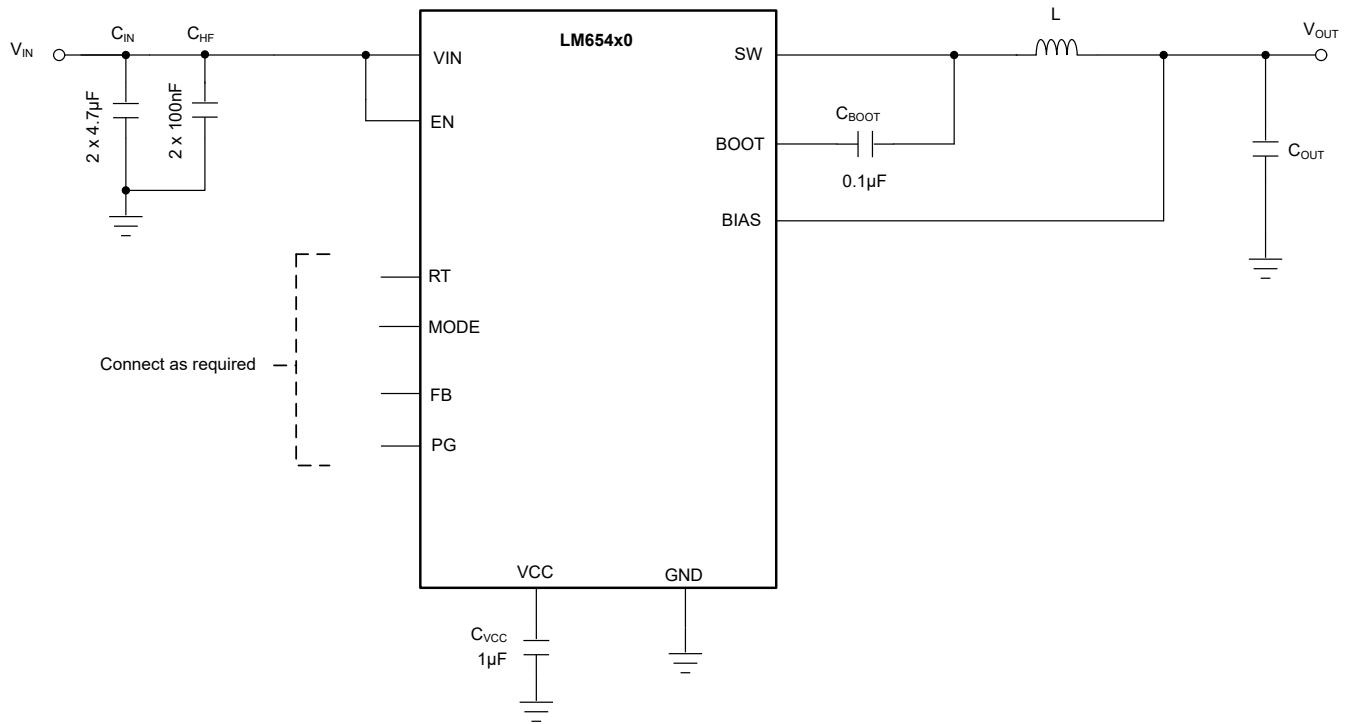 L
C_IN
C_HF
V_IN
V_OUT
LM654x0
VIN
SW
2 x 4.7µF
2 x 100nF
EN
C_BOOT
BOOT
0.1µF
C_OUT
BIAS
RT
MODE
Connect as required
FB
PG
VCC
GND
C_VCC
1µF